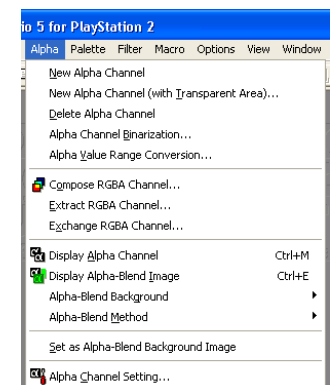 io 5 for PlayStation 2
Alpha Palette Filter Macro Options View Window
New Alpha Channel
New Alpha Channel (with Transparent Area)...
Delete Alpha Channel
Alpha Channel Binarization...
Alpha Value Range Conversion...
Compose RGBA Channel...
Extract RGBA Channel...
Exchange RGBA Channel...
Display Alpha Channel Ctrl+M
Display Alpha-Blend Image Ctrl+E
Alpha-Blend Background
Alpha-Blend Method
Set as Alpha-Blend Background Image
Alpha Channel Setting...